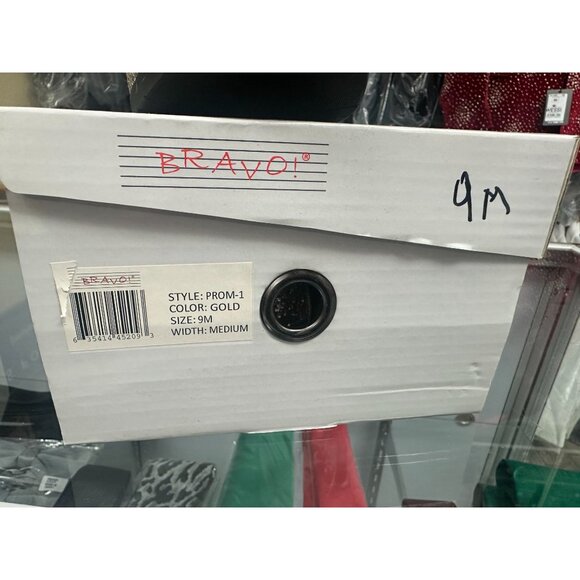 BRAVO!®
9M
BRAVO!
STYLE: PROM-1
COLOR: GOLD
SIZE: 9M
WIDTH: MEDIUM
6 35414 45209 3